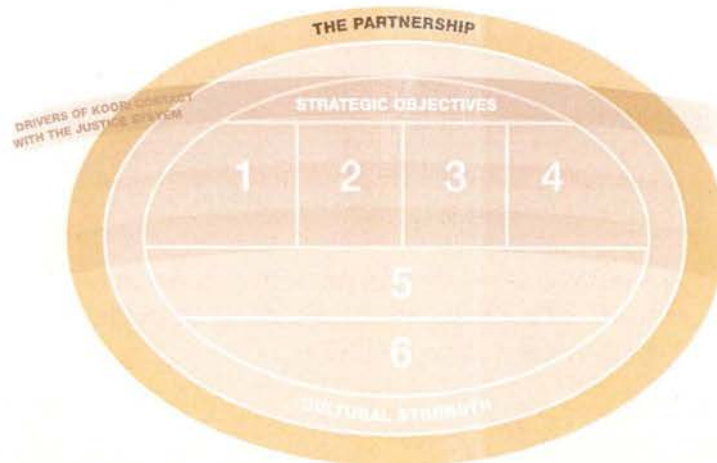 THE PARTNERSHIP
DRIVERS OF KOORI CONTACT
WITH THE JUSTICE SYSTEM
STRATEGIC OBJECTIVES
1 2 3 4
5
6
CULTURAL STRENGTH